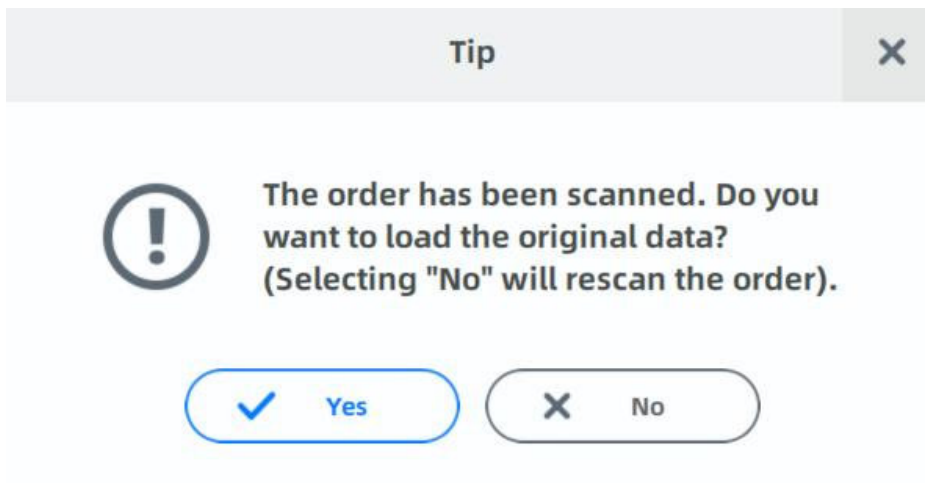 Tip
The order has been scanned. Do you
want to load the original data?
(Selecting "No" will rescan the order).
Yes
No